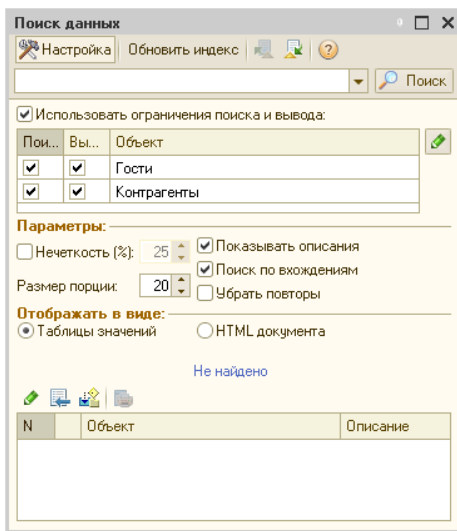 Поиск данных
Настройка Обновить индекс
Поиск
Использовать ограничения поиска и вывода:
Пои... Вы... Объект
Гости
Контрагенты
Параметры:
Нечеткость (%): 25 Показывать описания
Поиск по вхождениям
Размер порции: 20
Убрать повторы
Отображать в виде:
Таблицы значений HTML документа
Не найдено
N Объект Описание